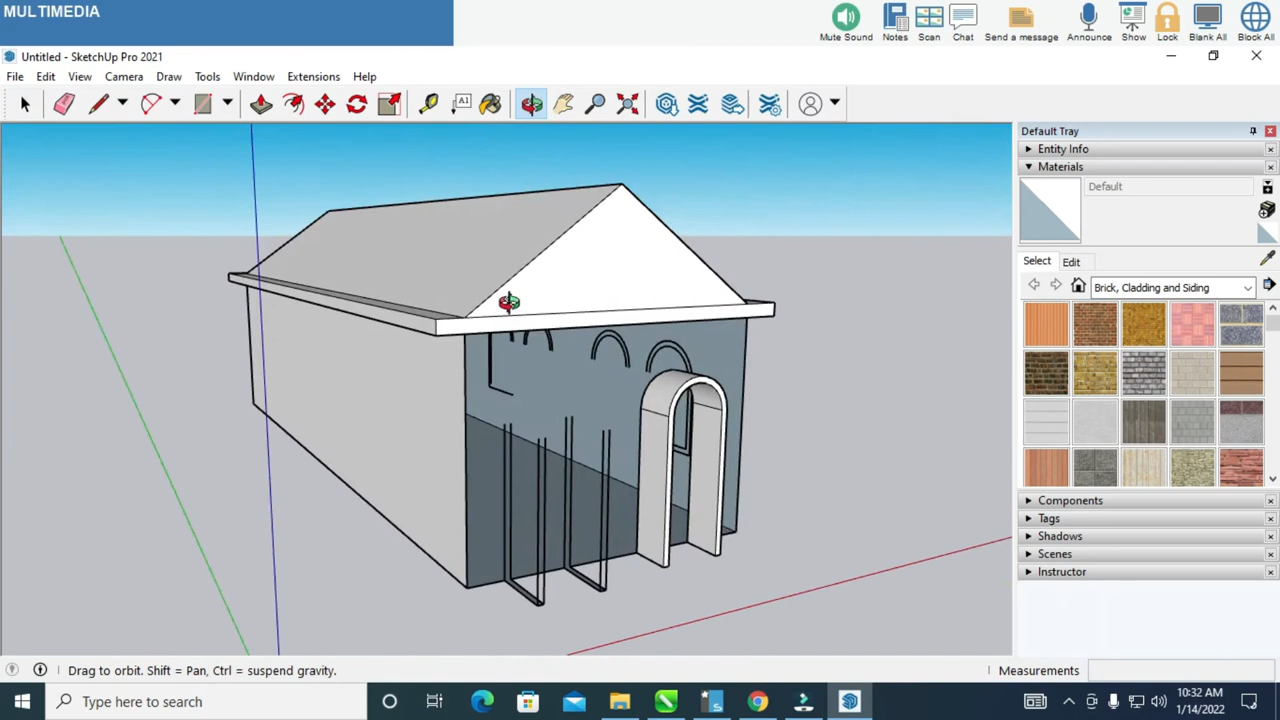 MULTIMEDIA
Mute Sound
Notes
Scan
Chat
Send a message
Announce
Show
Lock
Blank All
Block All
Untitled - SketchUp Pro 2021
File
Edit
View
Camera
Draw
Tools
Window
Extensions
Help
A1
Default Tray
Entity Info
Materials
Default
Select
Edit
Brick, Cladding and Siding
Components
Tags
Shadows
Scenes
Instructor
Drag to orbit. Shift = Pan, Ctrl = suspend gravity.
Measurements
Type here to search
10:32 AM
1/14/2022